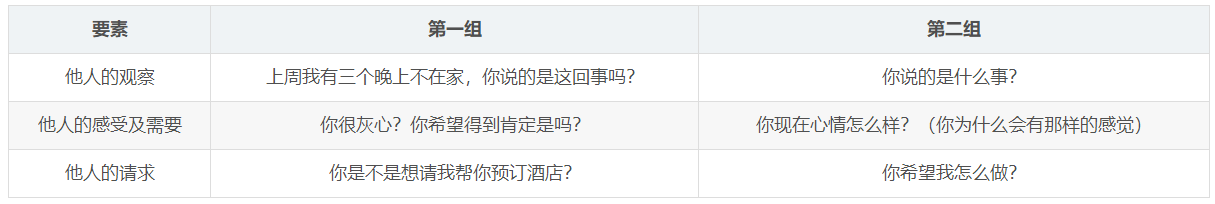 要素 第一组 第二组
他人的观察 上周我有三个晚上不在家，你说的是这回事吗？ 你说的是什么事？
他人的感受及需要 你很灰心？你希望得到肯定是吗？ 你现在心情怎么样？（你为什么会有那样的感觉）
他人的请求 你是不是想请我帮你预订酒店？ 你希望我怎么做？